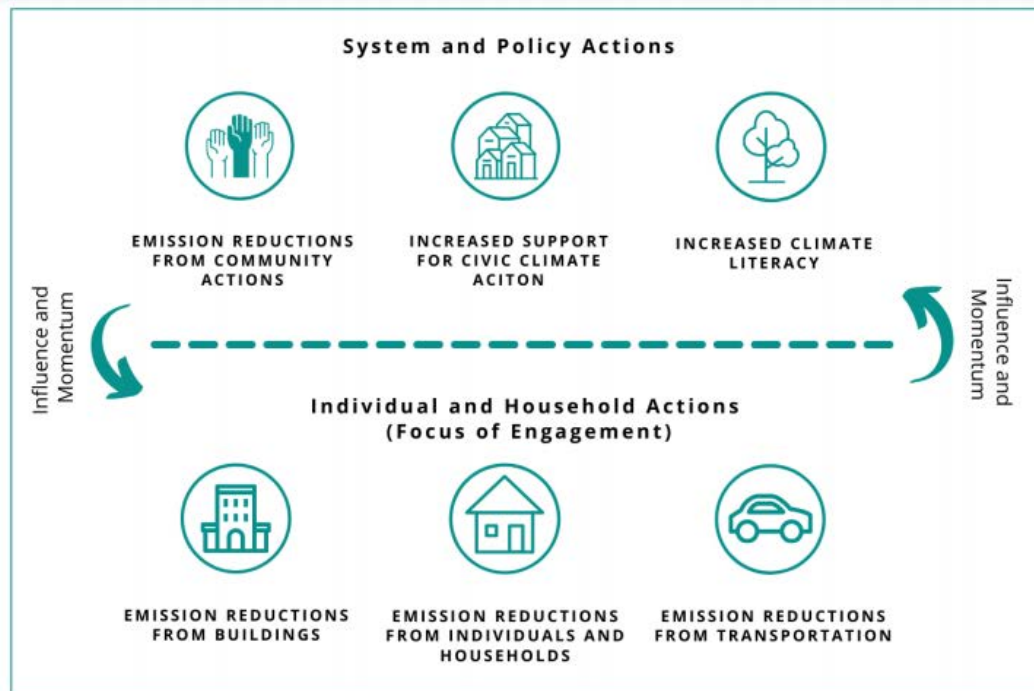 System and Policy Actions
EMISSION REDUCTIONS
FROM COMMUNITY
ACTIONS
INCREASED SUPPORT
FOR CIVIC CLIMATE
ACITON
INCREASED CLIMATE
LITERACY
Influence and
Momentum
Influence and
Momentum
Individual and Household Actions
(Focus of Engagement)
EMISSION REDUCTIONS
FROM BUILDINGS
EMISSION REDUCTIONS
FROM INDIVIDUALS AND
HOUSEHOLDS
EMISSION REDUCTIONS
FROM TRANSPORTATION